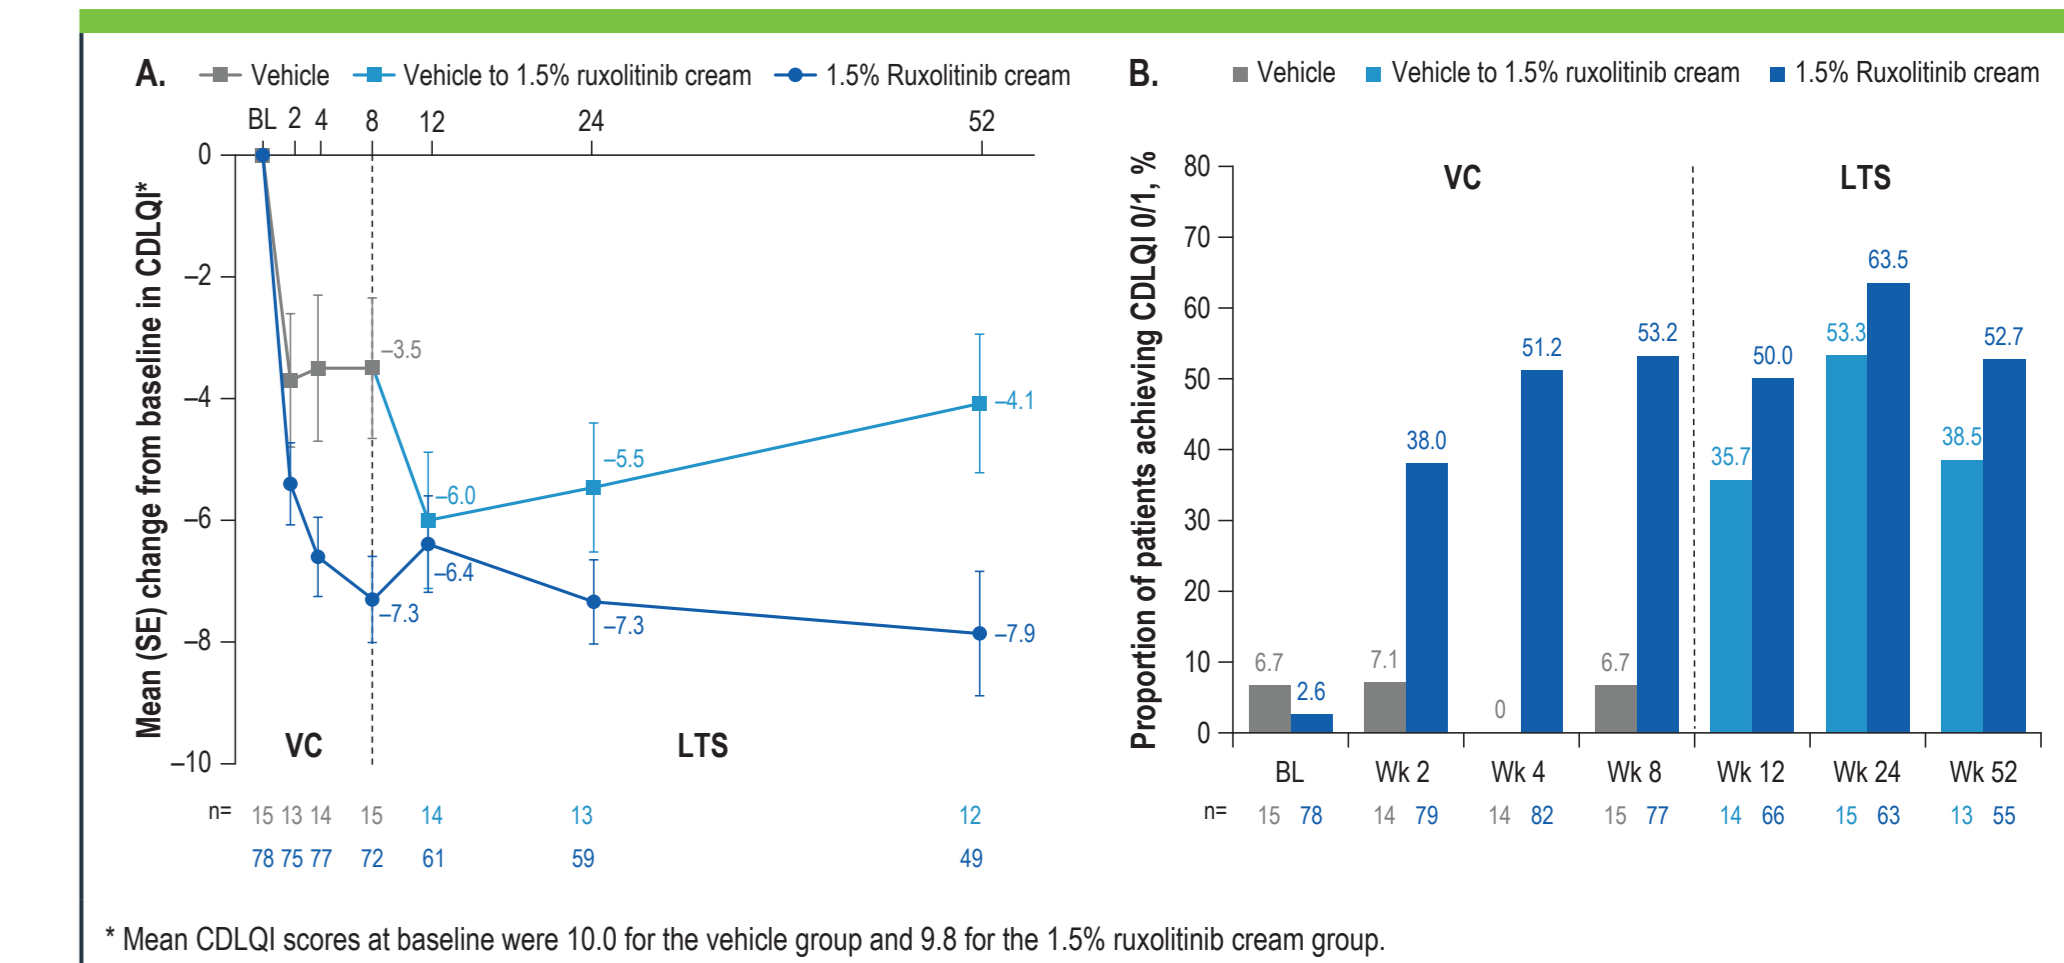 A.
Vehicle
Vehicle to 1.5% ruxolitinib cream
1.5% Ruxolitinib cream
BL 2 4 8 12 24 52
Mean (SE) change from baseline in CDLQI*
0
–2
–4
–6
–8
–10
–3.5
–6.0
–5.5
–4.1
–7.3
–6.4
–7.3
–7.9
VC
LTS
n= 15 13 14 15 14 13 12
78 75 77 72 61 59 49
B.
Vehicle
Vehicle to 1.5% ruxolitinib cream
1.5% Ruxolitinib cream
Proportion of patients achieving CDLQI 0/1, %
80
70
60
50
40
30
20
10
0
VC
LTS
6.7 2.6
7.1 38.0
0 51.2
6.7 53.2
35.7 50.0
53.3 63.5
38.5 52.7
BL Wk 2 Wk 4 Wk 8 Wk 12 Wk 24 Wk 52
n= 15 78 14 79 14 82 15 77 14 66 15 63 13 55
* Mean CDLQI scores at baseline were 10.0 for the vehicle group and 9.8 for the 1.5% ruxolitinib cream group.